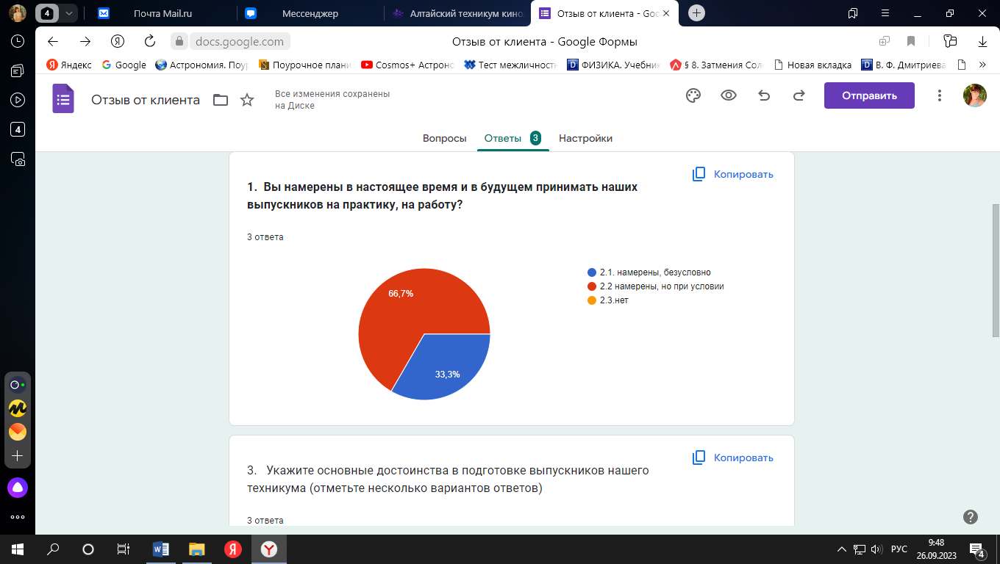 4
Почта Mail.ru
Мессенджер
Алтайский техникум кино
Отзыв от клиента - Goo
docs.google.com
Отзыв от клиента - Google Формы
Яндекс
Google
Астрономия. Поур
Поурочное плани
Cosmos+ Астроно
Тест межличност
ФИЗИКА. Учебник
§ 8. Затмения Сол
Новая вкладка
В. Ф. Дмитриева
Отзыв от клиента
Все изменения сохранены
на Диске
Отправить
Вопросы
Ответы 3
Настройки
4
Копировать
1. Вы намерены в настоящее время и в будущем принимать наших
выпускников на практику, на работу?
3 ответа
2.1. намерены, безусловно
2.2 намерены, но при условии
2.3.нет
66,7%
33,3%
Копировать
3. Укажите основные достоинства в подготовке выпускников нашего
техникума (отметьте несколько вариантов ответов)
3 ответа
РУС
9:48
26.09.2023
4